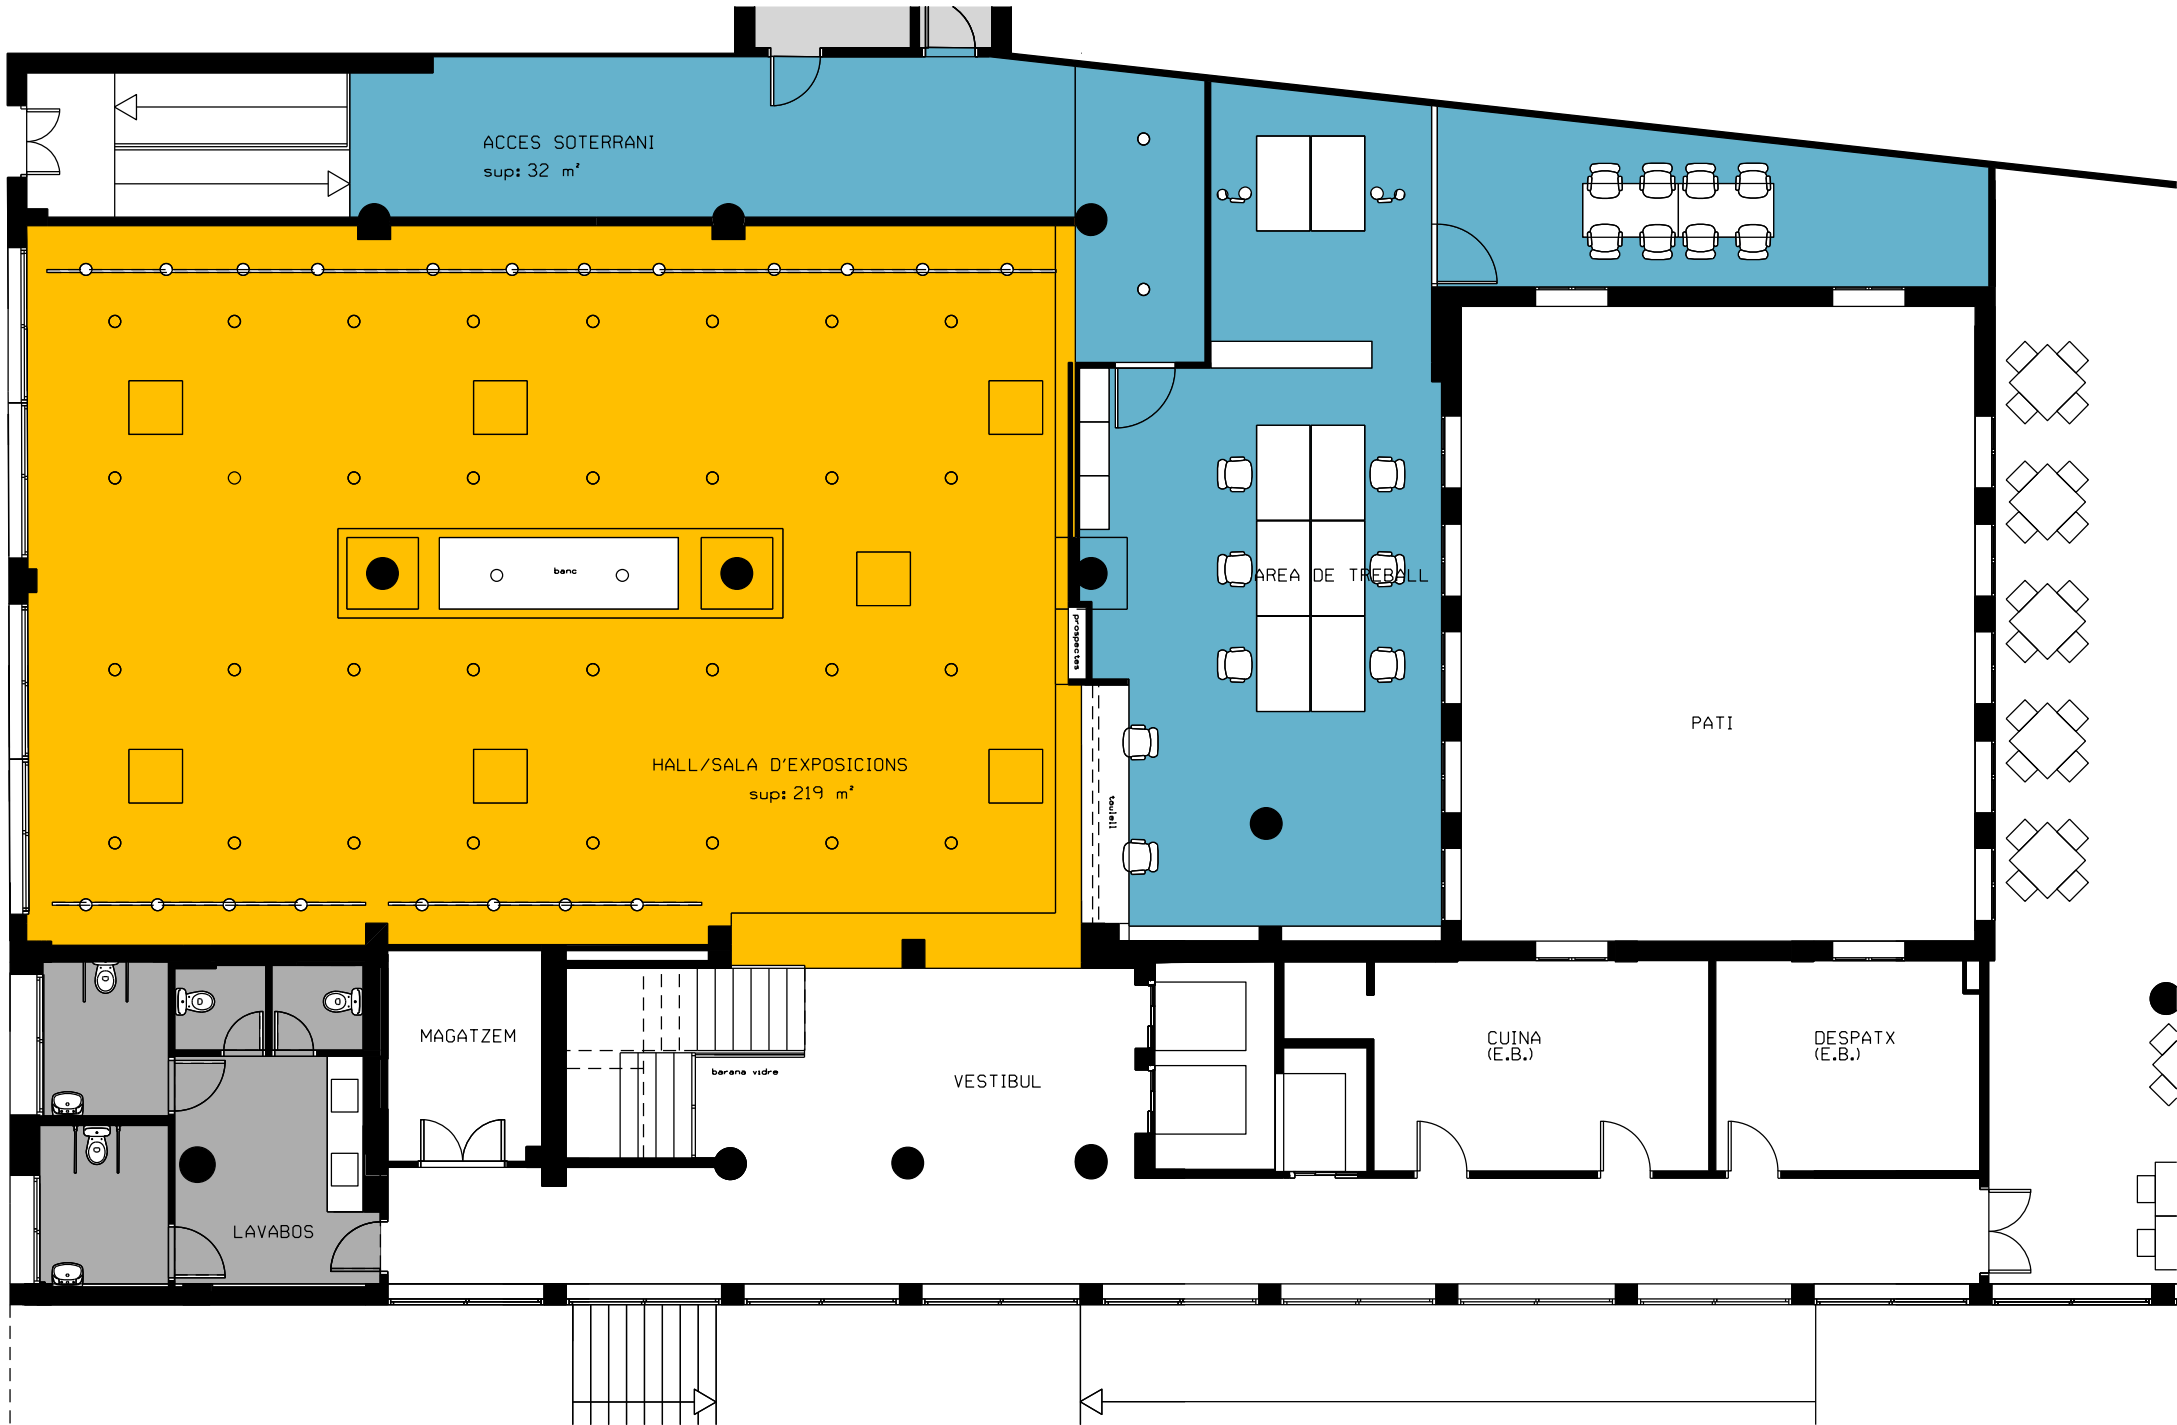 ACCES SOTERRANI
sup: 32 m²
banc
AREA DE TREBALL
prospectes
PATI
HALL/SALA D'EXPOSICIONS
sup: 219 m²
taulell
MAGATZEM
CUINA
(E.B.)
DESPATX
(E.B.)
barana vidre
VESTIBUL
LAVABOS